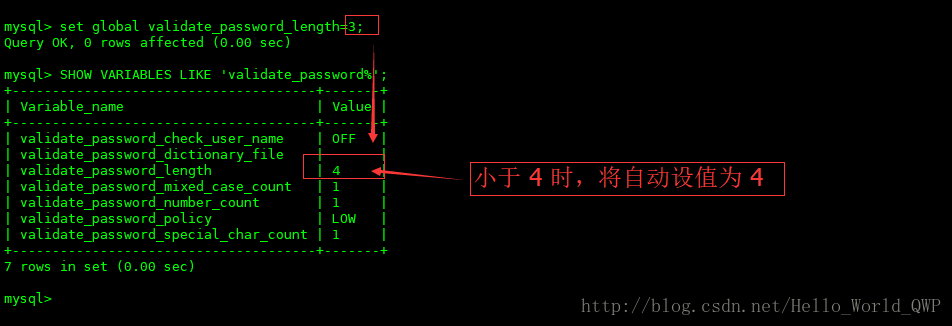 mysql> set global validate_password_length=3;
Query OK, 0 rows affected (0.00 sec)
mysql> SHOW VARIABLES LIKE 'validate_password%';
+--------------------------------------+-------+
| Variable_name                        | Value |
+--------------------------------------+-------+
| validate_password_check_user_name    | OFF   |
| validate_password_dictionary_file    |       |
| validate_password_length             | 4     |
| validate_password_mixed_case_count   | 1     |
| validate_password_number_count       | 1     |
| validate_password_policy             | LOW   |
| validate_password_special_char_count | 1     |
+--------------------------------------+-------+
7 rows in set (0.00 sec)
mysql>
小于 4 时，将自动设值为 4
http://blog.csdn.net/Hello_World_QWP